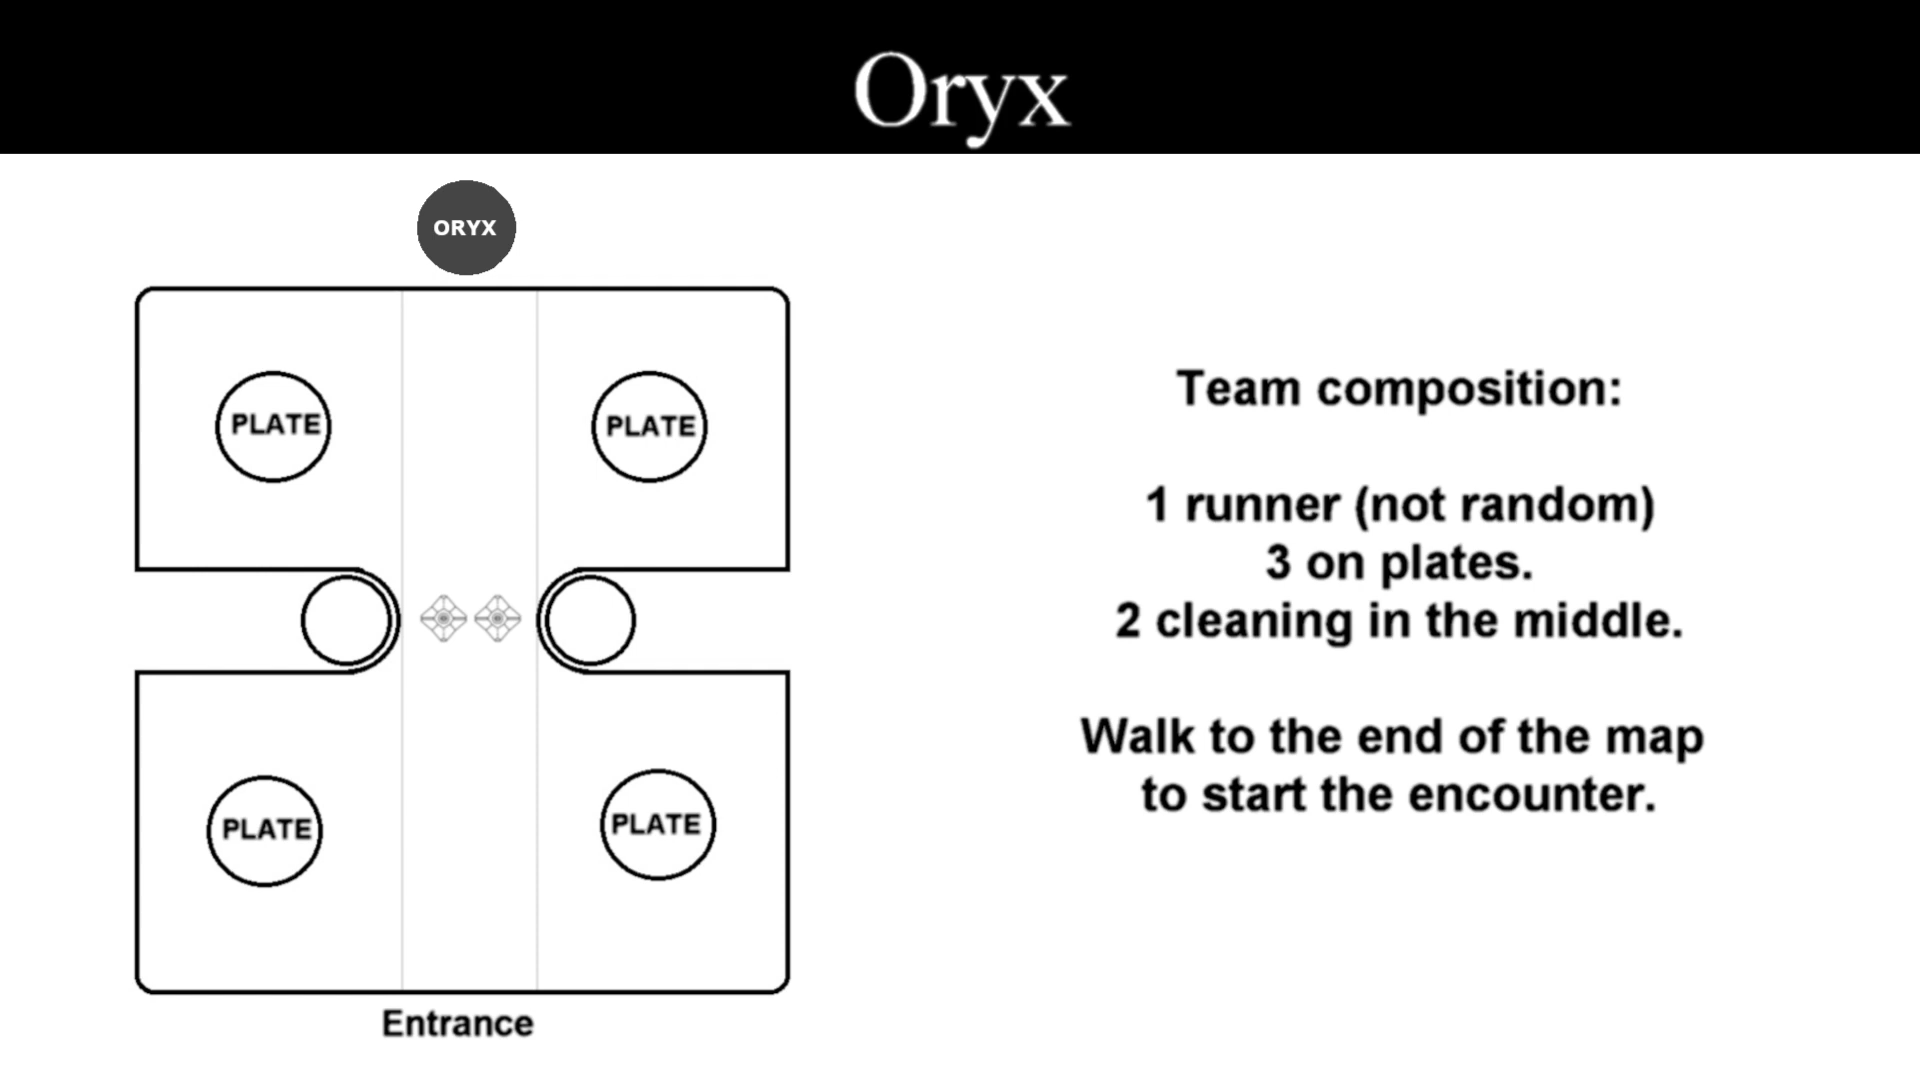 Oryx
ORYX
PLATE
PLATE
PLATE
PLATE
Entrance
Team composition:
1 runner (not random)
3 on plates.
2 cleaning in the middle.
Walk to the end of the map
to start the encounter.